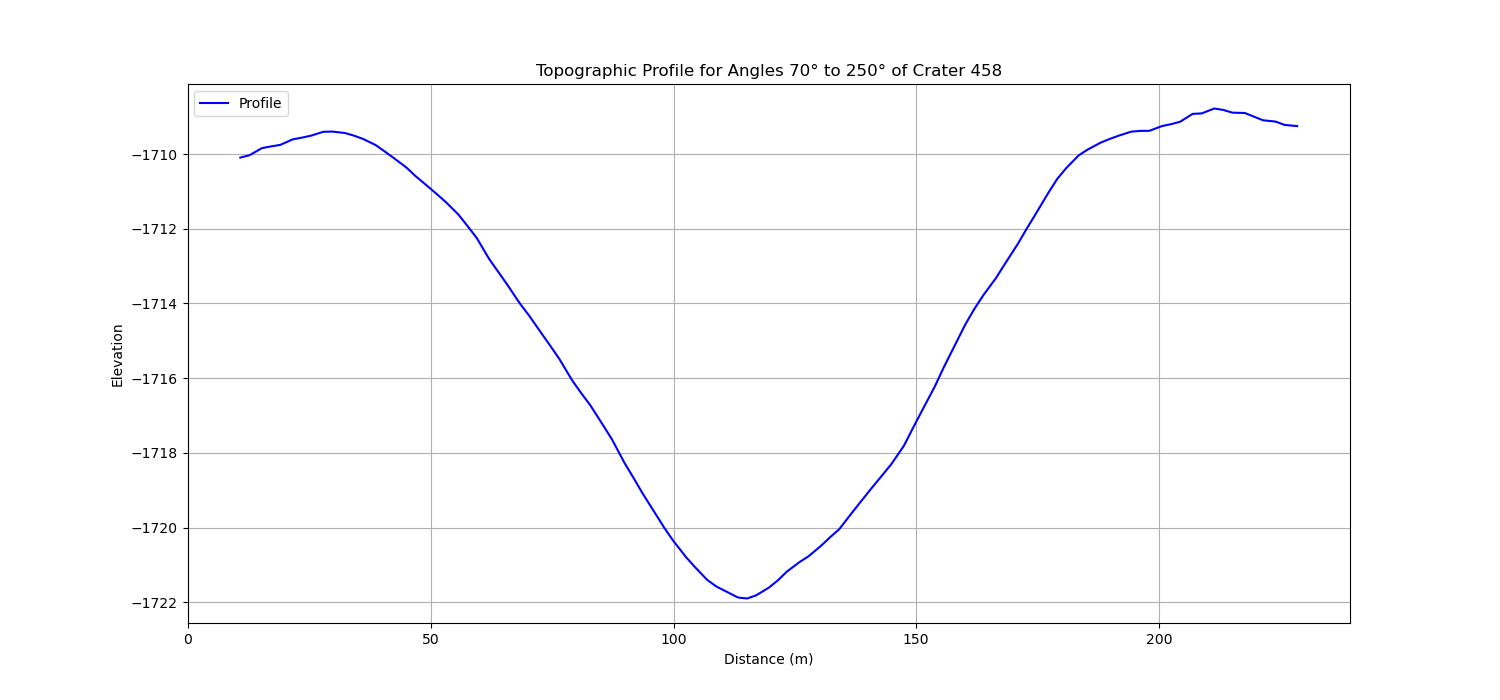 Topographic Profile for Angles 70° to 250° of Crater 458
Profile
Elevation
−1710
−1712
−1714
−1716
−1718
−1720
−1722
0 50 100 150 200
Distance (m)